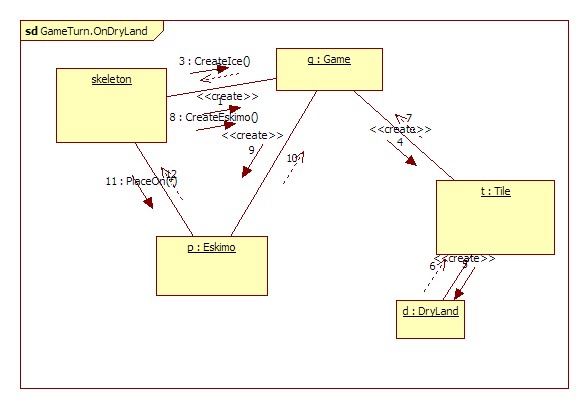 sd GameTurn.OnDryLand
3 : CreateIce()
g : Game
skeleton
<<create>>
1
8 : CreateEskimo()
<<create>>
9
10
7
<<create>>
4
11 : PlaceOn()
12
t : Tile
p : Eskimo
<<create>>
6
5
d : DryLand